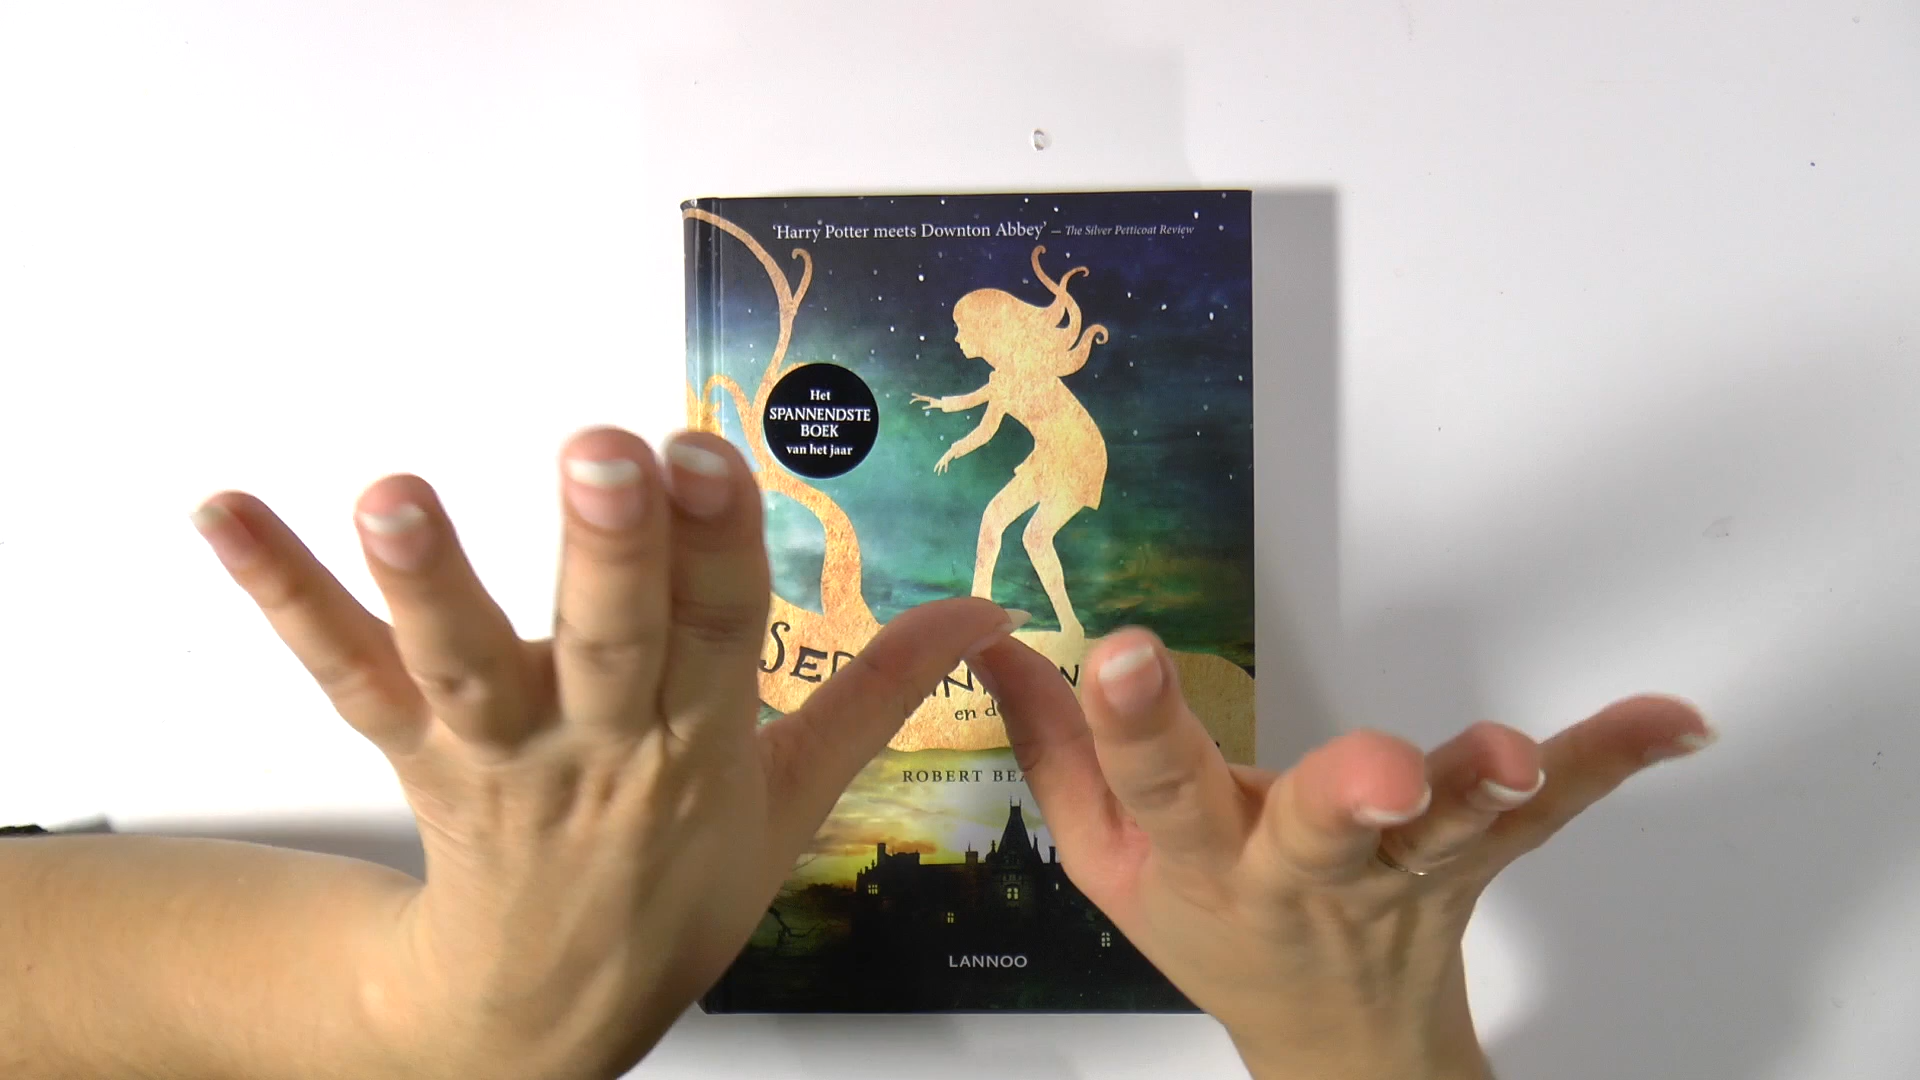 'Harry Potter meets Downton Abbey' – The Silver Petticoat Review
Het
SPANNENDSTE
BOEK
van het jaar
en
ROBERT
LANNOO